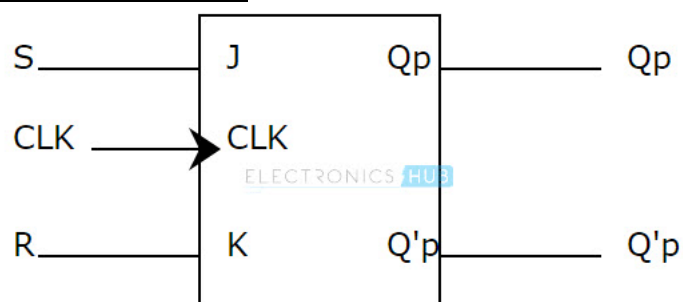 S J Qp Qp
CLK CLK
ELECTRONICS HUB
R K Q'p Q'p